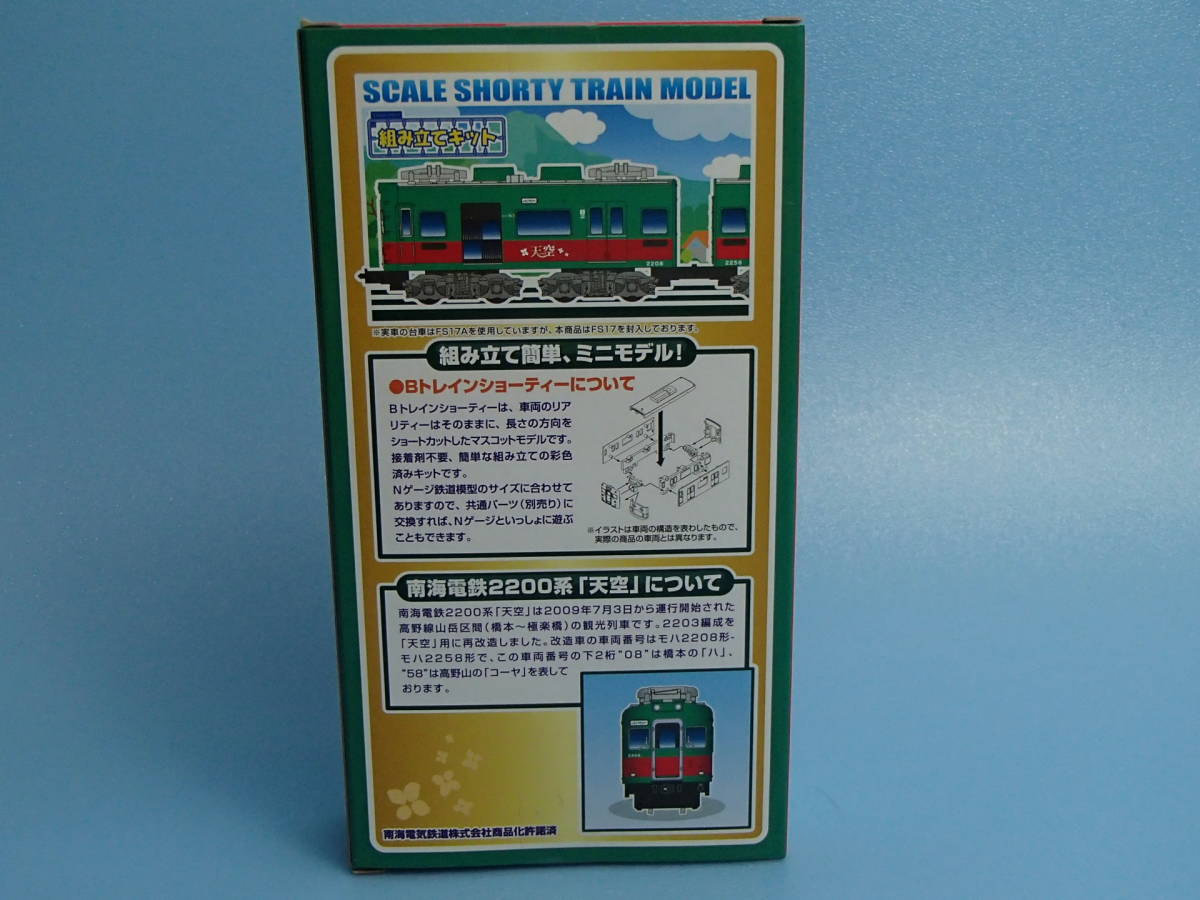 SCALE SHORTY TRAIN MODEL
組み立てキット
天空
2208
2258
※実車の台車はFS17Aを使用していますが、本商品はFS17を封入しております。
組み立て簡単、ミニモデル!
●Bトレインショーティーについて
Bトレインショーティーは、車両のリア
リティーはそのままに、長さの方向を
ショートカットしたマスコットモデルです。
接着剤不要、簡単な組み立ての彩色
済みキットです。
Nゲージ鉄道模型のサイズに合わせて
ありますので、共通パーツ(別売り)に
交換すれば、Nゲージといっしょに遊ぶ
こともできます。
※イラストは車両の構造を表わしたもので、
実際の商品の車両とは異なります。
南海電鉄2200系「天空」について
南海電鉄2200系「天空」は2009年7月3日から運行開始された
高野線山岳区間(橋本～極楽橋)の観光列車です。2203編成を
「天空」用に再改造しました。改造車の車両番号はモハ2208形-
モハ2258形で、この車両番号の下2桁"08"は橋本の「ハ」、
"58"は高野山の「コーヤ」を表して
おります。
2208
南海電気鉄道株式会社商品化許諾済